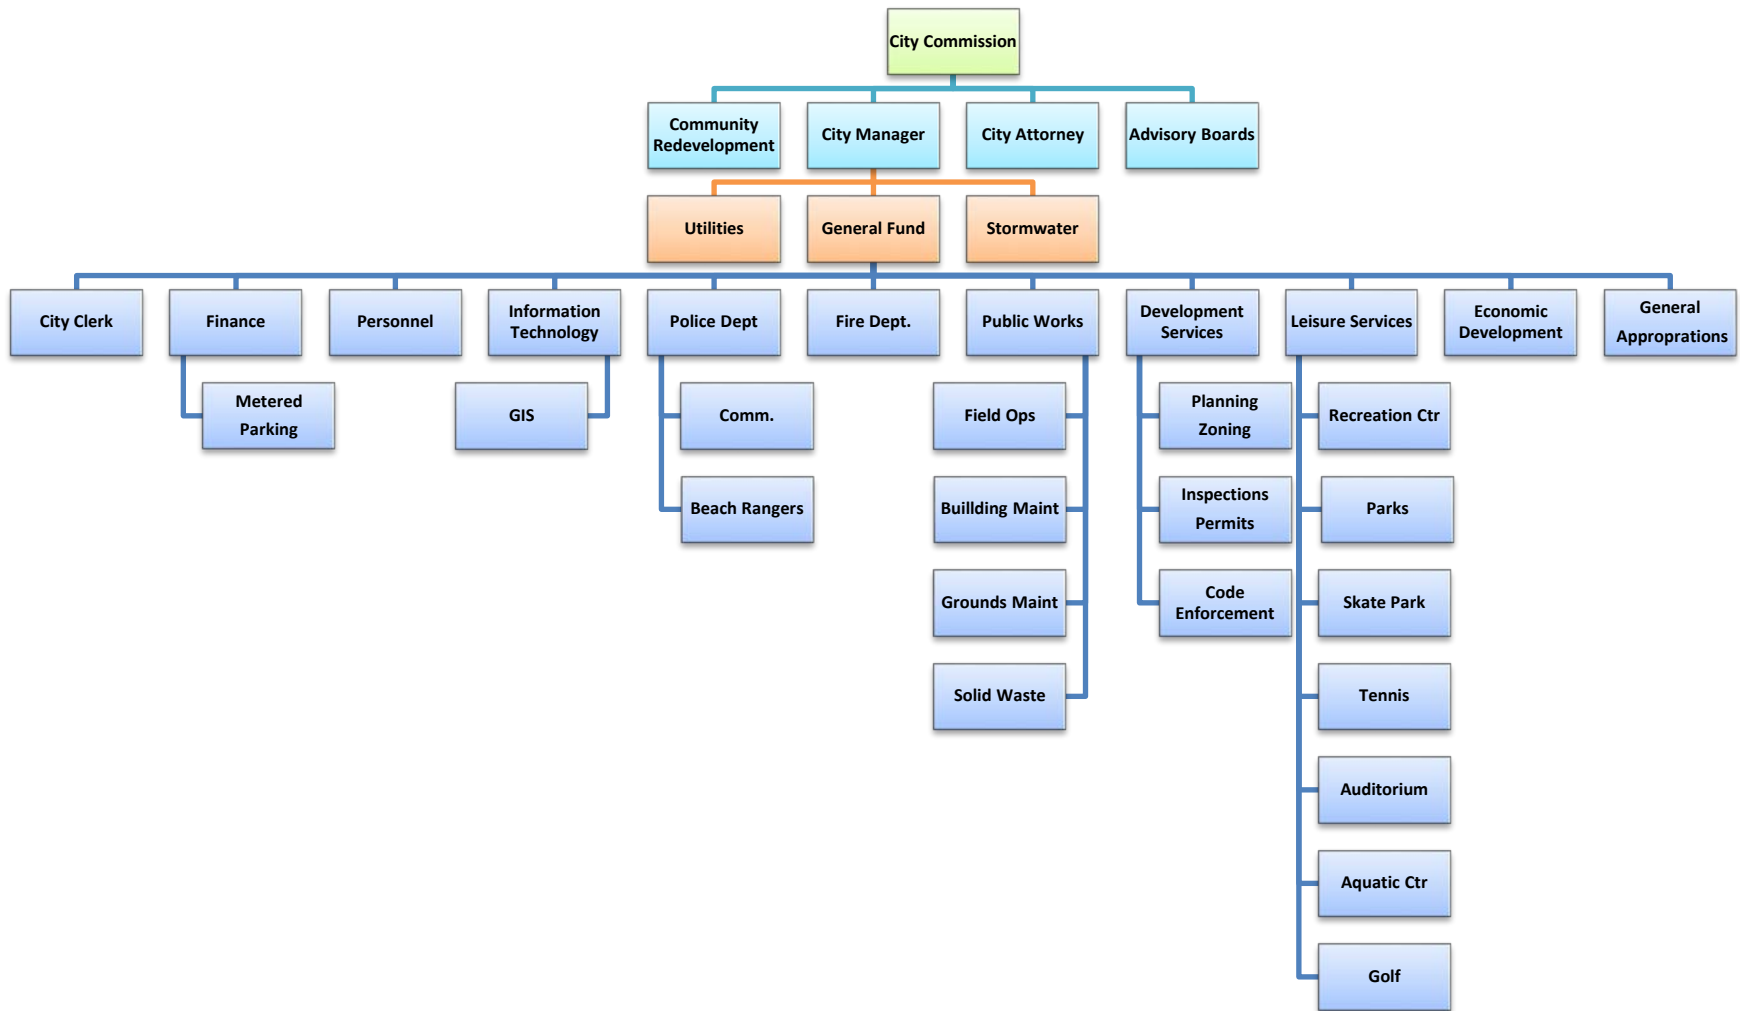 City Commission
Community
Redevelopment
City Manager
City Attorney
Advisory Boards
Utilities
General Fund
Stormwater
City Clerk
Finance
Personnel
Information
Technology
Police Dept
Fire Dept.
Public Works
Development
Services
Leisure Services
Economic
Development
General
Approprations
Metered
Parking
GIS
Comm.
Field Ops
Planning
Zoning
Recreation Ctr
Beach Rangers
Buillding Maint
Inspections
Permits
Parks
Grounds Maint
Code
Enforcement
Skate Park
Solid Waste
Tennis
Auditorium
Aquatic Ctr
Golf